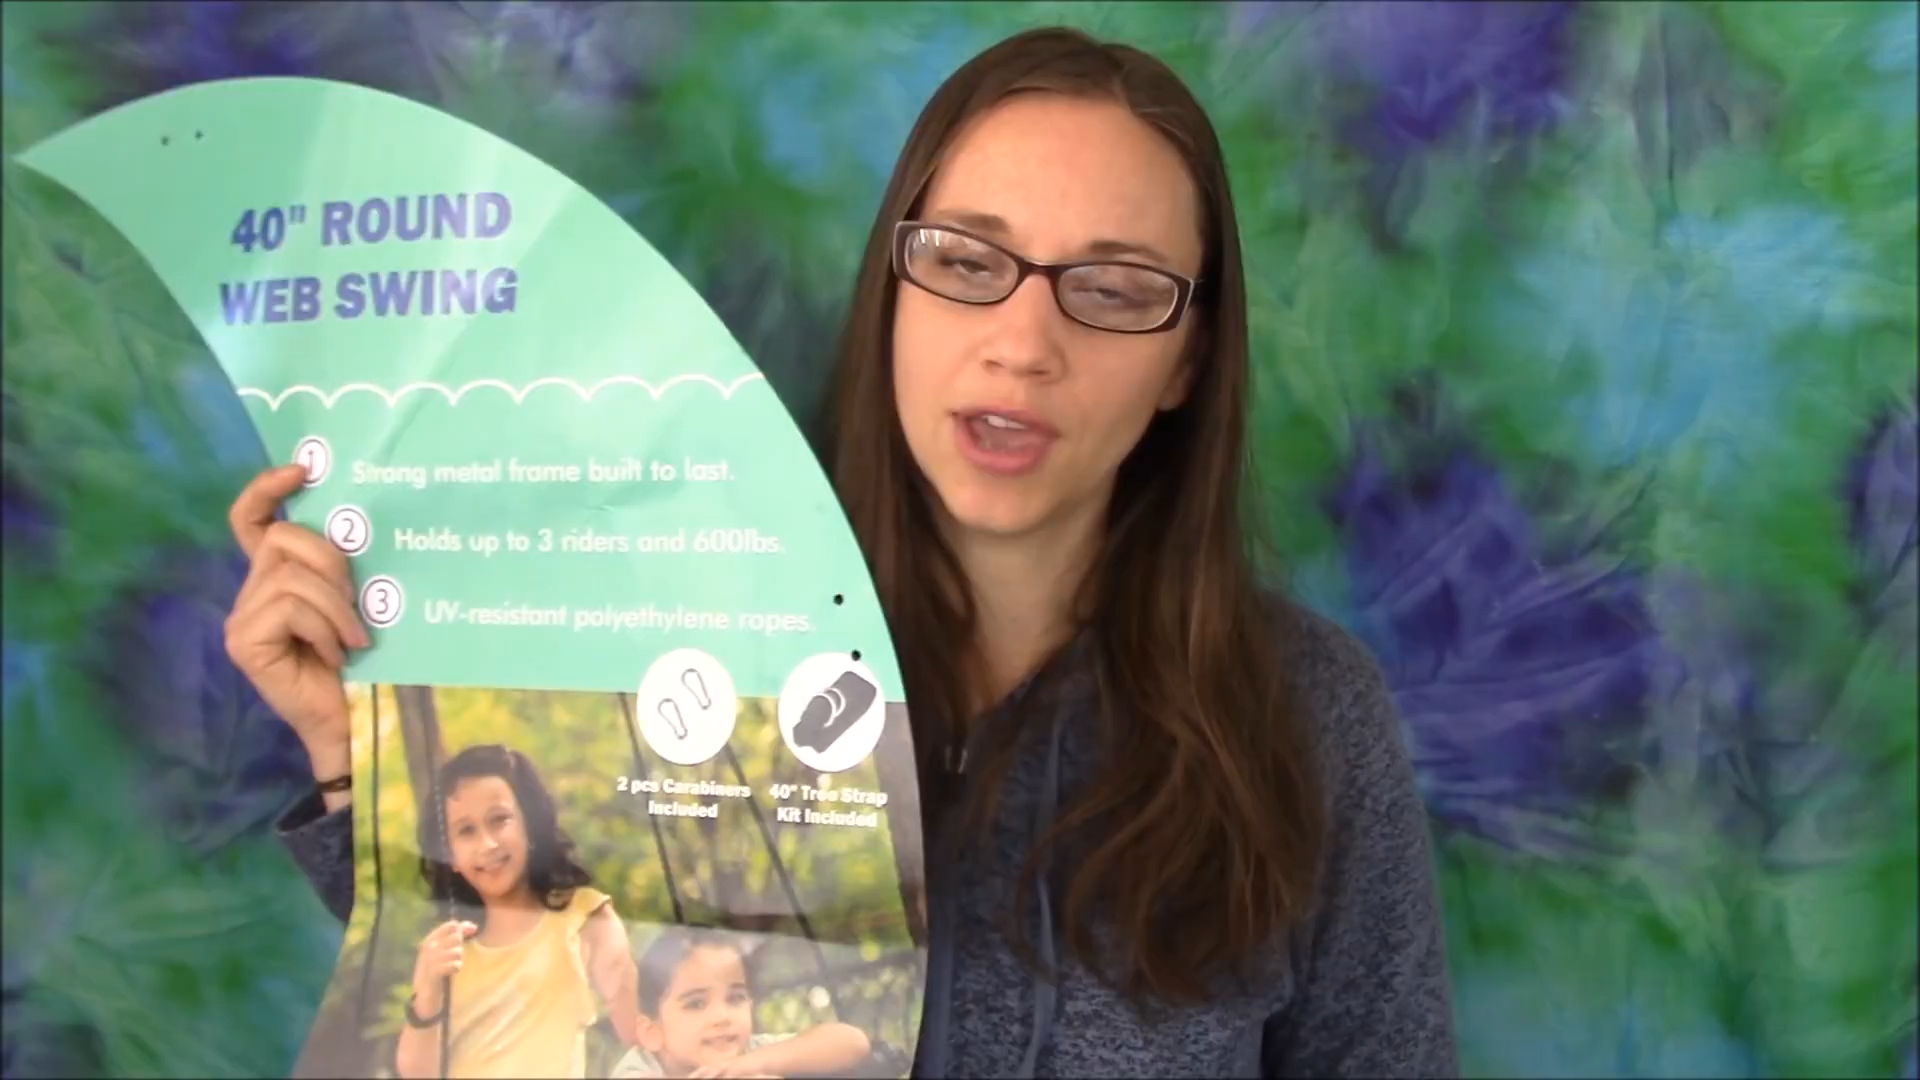 40" ROUND
WEB SWING
1 Strong metal frame built to last.
2 Holds up to 3 riders and 600lbs.
3 UV-resistant polyethylene ropes.
2 pcs Carabiners
Included
40" Tree Strap
Kit Included